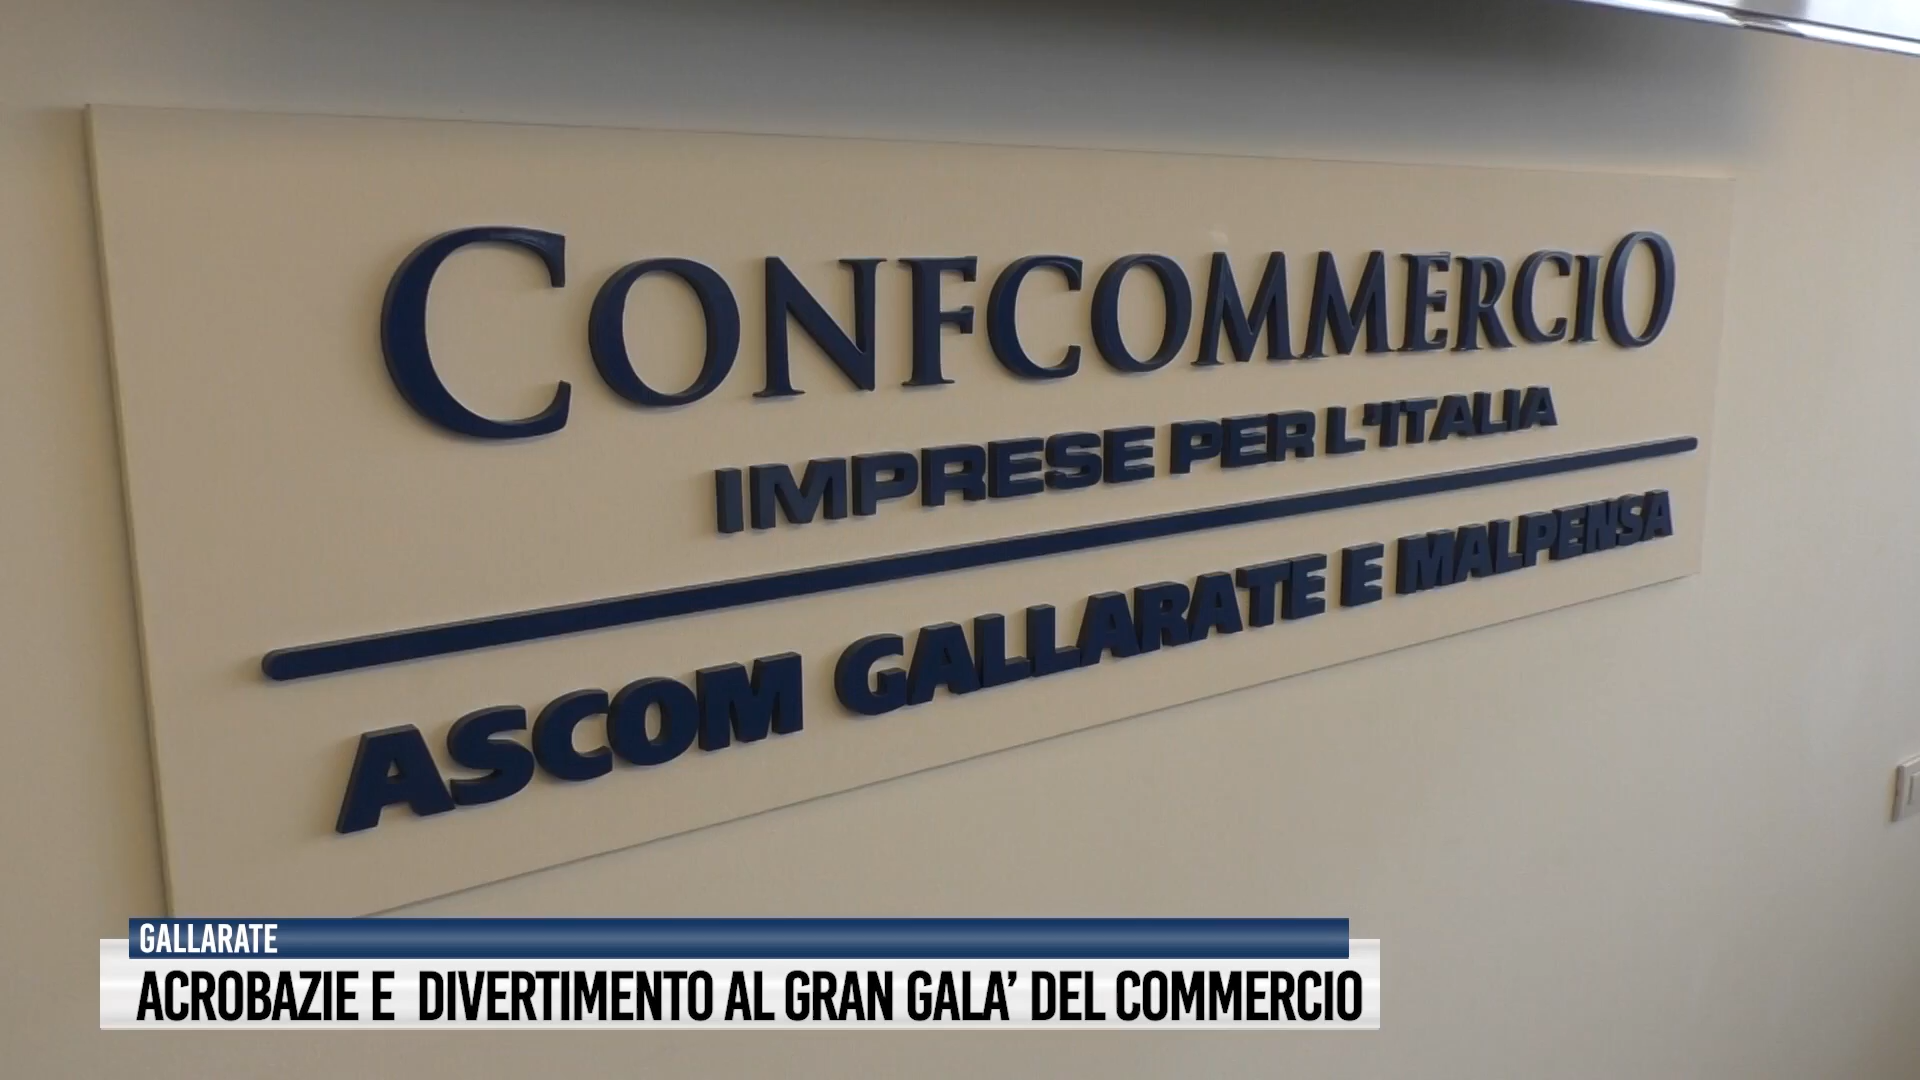 CONFCOMMERCIO
IMPRESE PER L'ITALIA
ASCOM GALLARATE E MALPENSA
GALLARATE
ACROBAZIE E  DIVERTIMENTO AL GRAN GALA’ DEL COMMERCIO